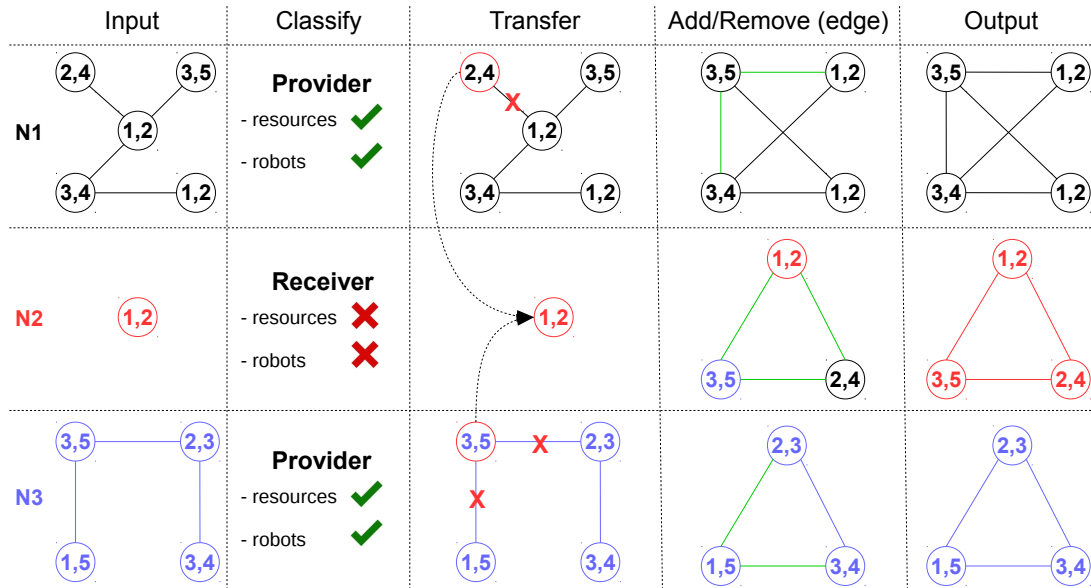 Input Classify Transfer Add/Remove (edge) Output
N1
2,4 3,5
1,2
3,4 1,2
Provider
- resources
- robots
2,4 3,5
X
1,2
3,4 1,2
3,5 1,2
3,4 1,2
3,5 1,2
3,4 1,2
N2
1,2
Receiver
- resources
- robots
1,2
1,2
3,5 2,4
1,2
3,5 2,4
N3
3,5 2,3
1,5 3,4
Provider
- resources
- robots
3,5 X 2,3
X
1,5 3,4
2,3
1,5 3,4
2,3
1,5 3,4